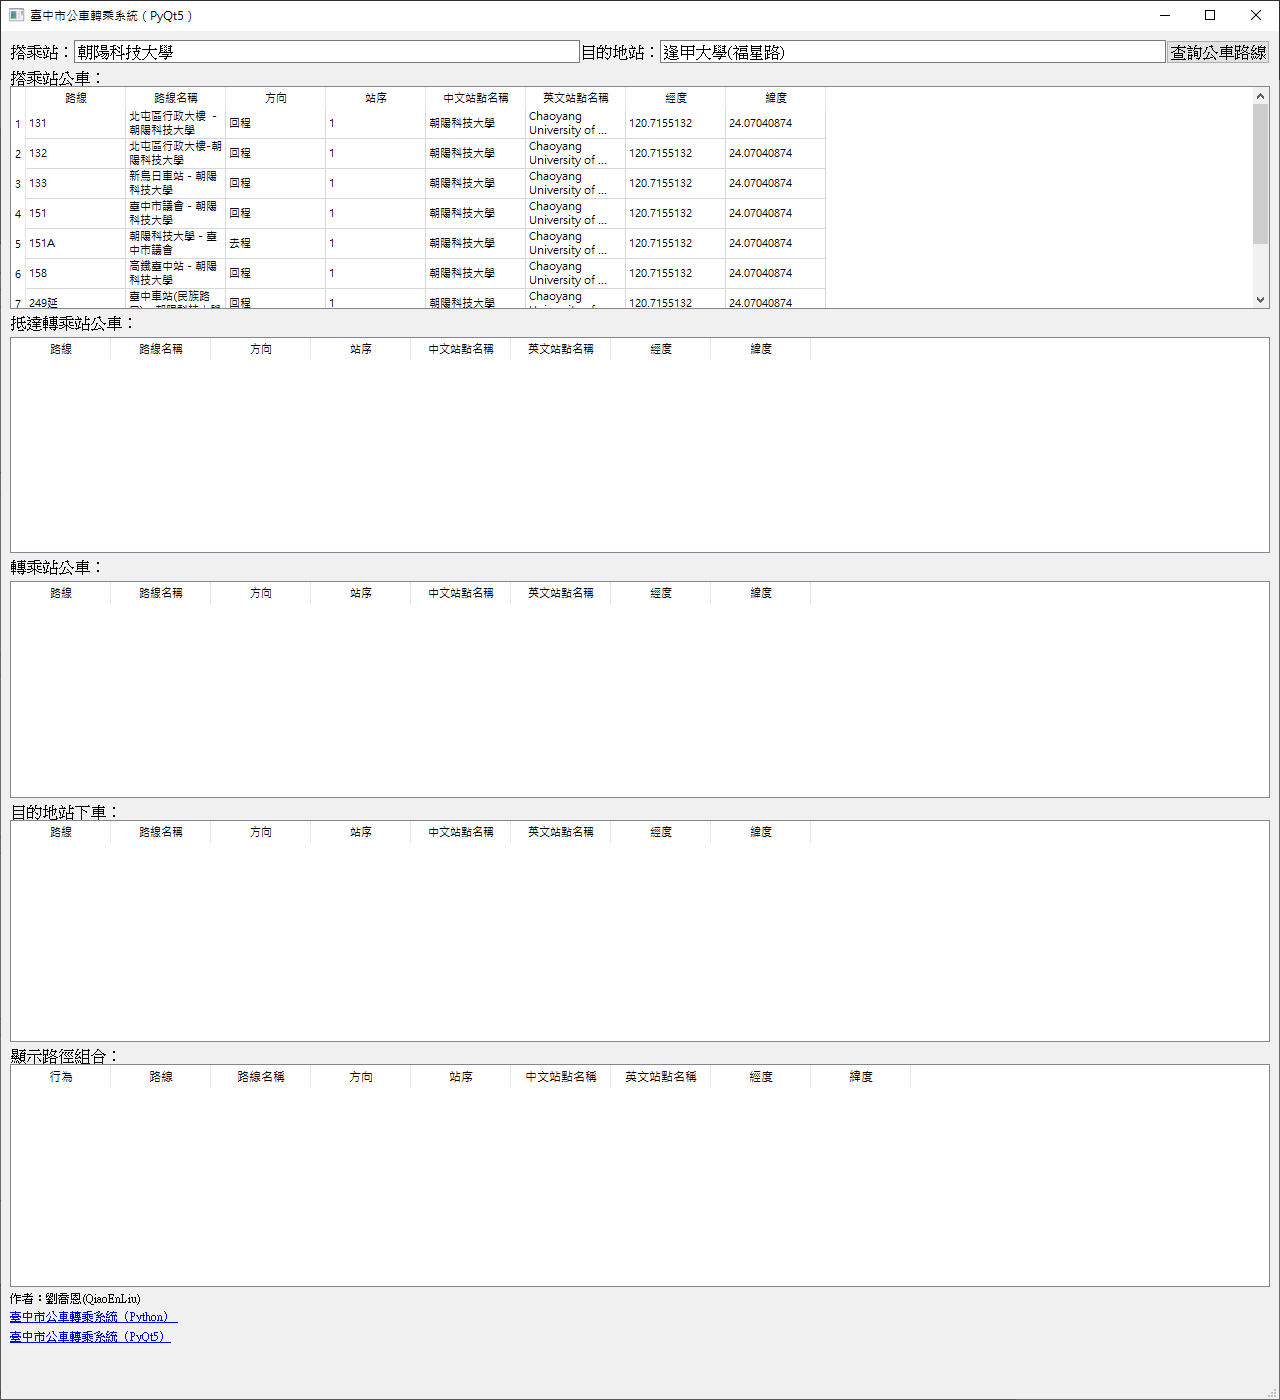 臺中市公車轉乘系統 ( PyQt5 )
搭乘站：朝陽科技大學 目的地站：逢甲大學(福星路) 查詢公車路線
搭乘站公車：
路線 路線名稱 方向 站序 中文站點名稱 英文站點名稱 經度 緯度
1 131 北屯區行政大樓 - 朝陽科技大學 回程 1 朝陽科技大學 Chaoyang University of ... 120.7155132 24.07040874
2 132 北屯區行政大樓-朝陽科技大學 回程 1 朝陽科技大學 Chaoyang University of ... 120.7155132 24.07040874
3 133 新烏日車站 - 朝陽科技大學 回程 1 朝陽科技大學 Chaoyang University of ... 120.7155132 24.07040874
4 151 臺中市議會 - 朝陽科技大學 回程 1 朝陽科技大學 Chaoyang University of ... 120.7155132 24.07040874
5 151A 朝陽科技大學 - 臺中市議會 去程 1 朝陽科技大學 Chaoyang University of ... 120.7155132 24.07040874
6 158 高鐵臺中站 - 朝陽科技大學 回程 1 朝陽科技大學 Chaoyang University of ... 120.7155132 24.07040874
7 249延 臺中車站(民族路 回程 1 朝陽科技大學 Chaoyang University of ... 120.7155132 24.07040874
抵達轉乘站公車：
路線 路線名稱 方向 站序 中文站點名稱 英文站點名稱 經度 緯度
轉乘站公車：
路線 路線名稱 方向 站序 中文站點名稱 英文站點名稱 經度 緯度
目的地站下車：
路線 路線名稱 方向 站序 中文站點名稱 英文站點名稱 經度 緯度
顯示路徑組合：
行為 路線 路線名稱 方向 站序 中文站點名稱 英文站點名稱 經度 緯度
作者：劉喬恩(QiaoEnLiu)
臺中市公車轉乘系統（Python）
臺中市公車轉乘系統（PyQt5）